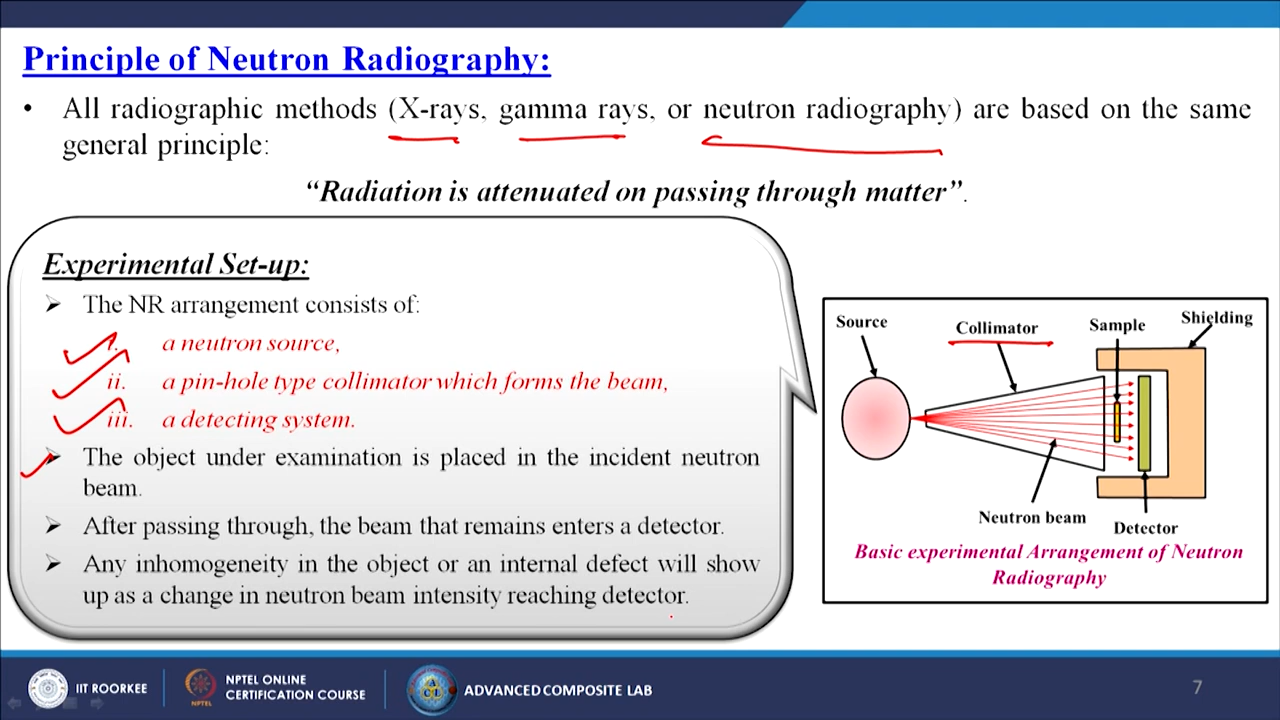 Principle of Neutron Radiography:
• All radiographic methods (X-rays, gamma rays, or neutron radiography) are based on the same
general principle:
“Radiation is attenuated on passing through matter”.
Experimental Set-up:
➢ The NR arrangement consists of:
i. a neutron source,
ii. a pin-hole type collimator which forms the beam,
iii. a detecting system.
➢ The object under examination is placed in the incident neutron
beam.
➢ After passing through, the beam that remains enters a detector.
➢ Any inhomogeneity in the object or an internal defect will show
up as a change in neutron beam intensity reaching detector.
Source
Collimator
Sample
Shielding
Neutron beam
Detector
Basic experimental Arrangement of Neutron
Radiography
IIT ROORKEE
NPTEL
NPTEL ONLINE
CERTIFICATION COURSE
ACL
ADVANCED COMPOSITE LAB
7